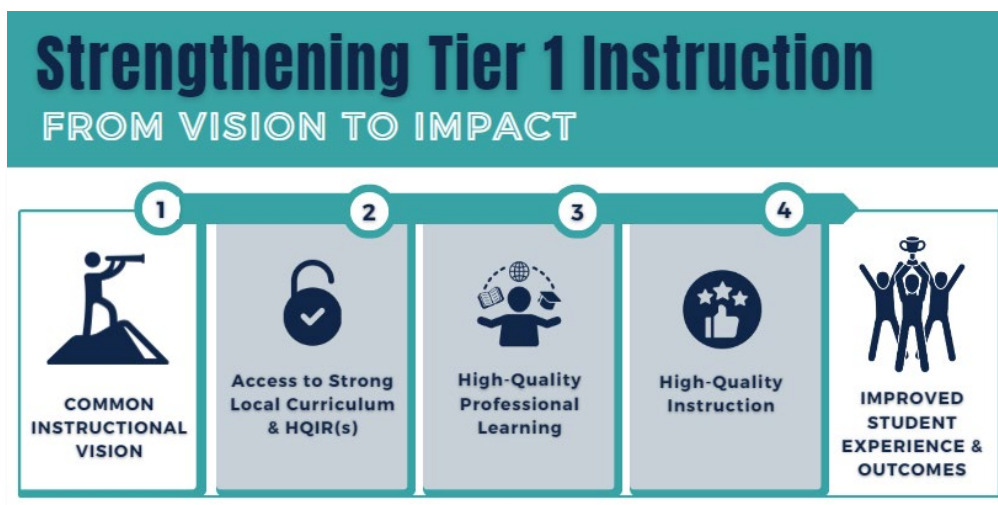 Strengthening Tier 1 Instruction
FROM VISION TO IMPACT
1
2
3
4
COMMON
INSTRUCTIONAL
VISION
Access to Strong
Local Curriculum
& HQIR(s)
High-Quality
Professional
Learning
High-Quality
Instruction
IMPROVED
STUDENT
EXPERIENCE &
OUTCOMES